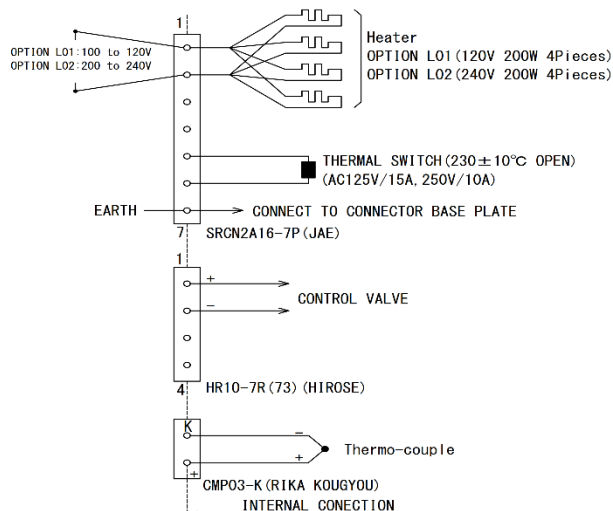 1
OPTION L01:100 to 120V
OPTION L02:200 to 240V
Heater
OPTION L01(120V 200W 4Pieces)
OPTION L02(240V 200W 4Pieces)
THERMAL SWITCH(230±10℃ OPEN)
(AC125V/15A, 250V/10A)
EARTH
CONNECT TO CONNECTOR BASE PLATE
7
SRCN2A16-7P(JAE)
1
+
CONTROL VALVE
−
4
HR10-7R(73)(HIROSE)
K
−
Thermo-couple
+
+
CMP03-K(RIKA KOUGYOU)
INTERNAL CONECTION